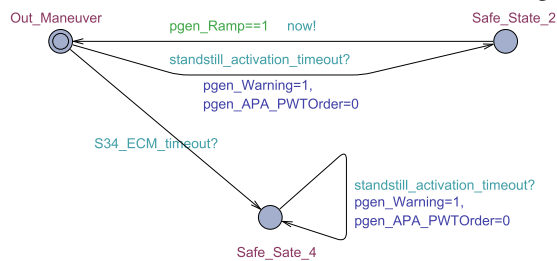 Out_Maneuver
pgen_Ramp==1 now!
Safe_State_2
standstill_activation_timeout?
pgen_Warning=1,
pgen_APA_PWTOrder=0
S34_ECM_timeout?
standstill_activation_timeout?
pgen_Warning=1,
pgen_APA_PWTOrder=0
Safe_Sate_4